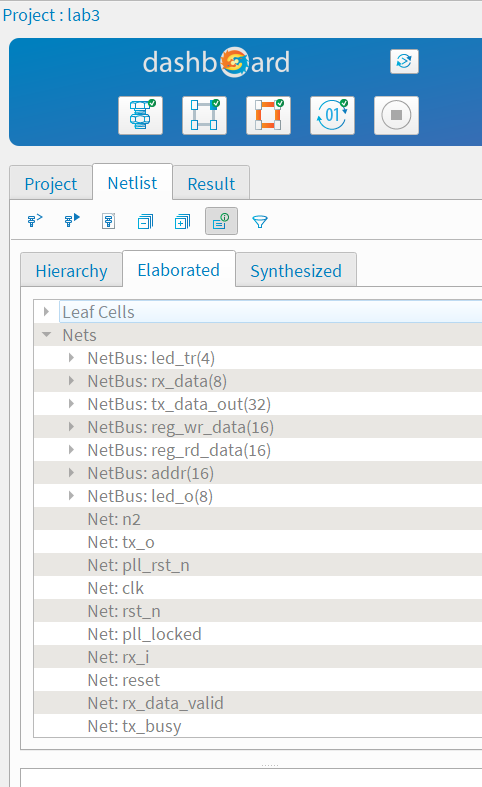 Project : lab3
dashboard
01
Project
Netlist
Result
Hierarchy
Elaborated
Synthesized
Leaf Cells
Nets
NetBus: led_tr(4)
NetBus: rx_data(8)
NetBus: tx_data_out(32)
NetBus: reg_wr_data(16)
NetBus: reg_rd_data(16)
NetBus: addr(16)
NetBus: led_o(8)
Net: n2
Net: tx_o
Net: pll_rst_n
Net: clk
Net: rst_n
Net: pll_locked
Net: rx_i
Net: reset
Net: rx_data_valid
Net: tx_busy